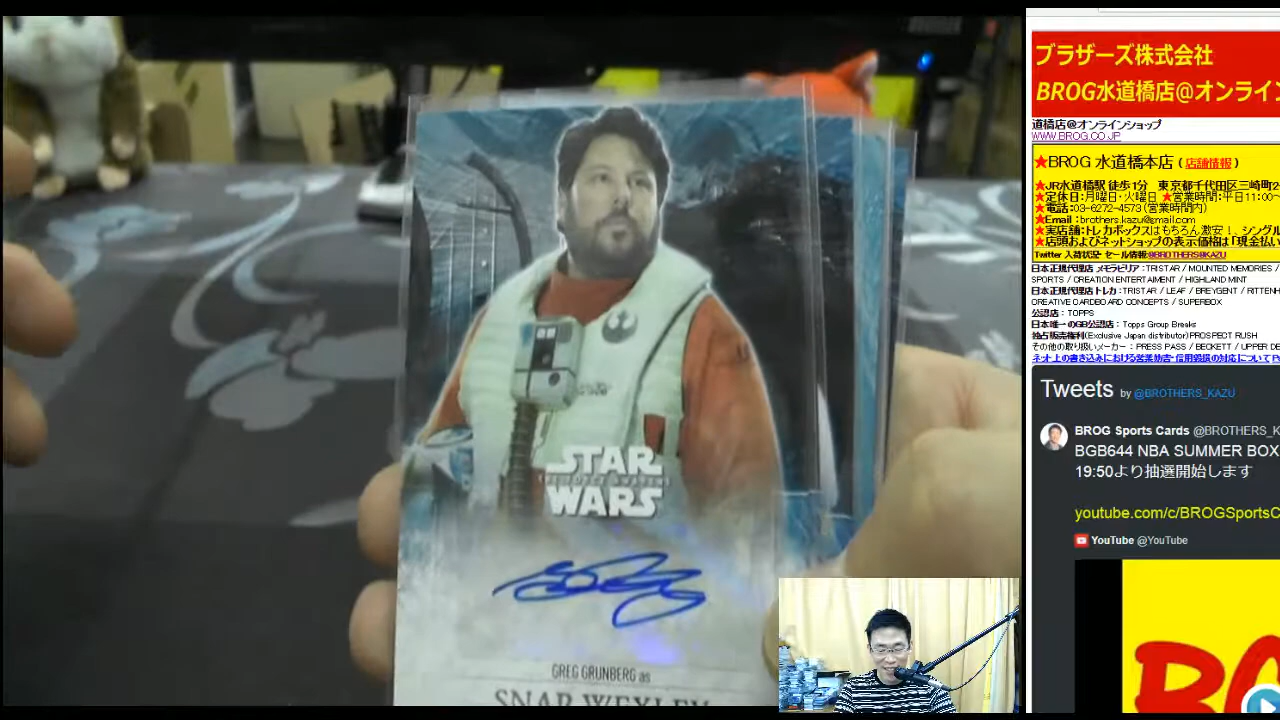 STAR
THE FORCE AWAKENS
WARS
GREG GRUNBERG as
SNAP WEXLEY
ブラザーズ株式会社
BROG水道橋店@オンライン
道橋店@オンラインショップ
WWW.BROG.CO.JP
★BROG 水道橋本店 (店舗情報)
★JR水道橋駅 徒歩1分 東京都千代田区三崎町2
★定休日:月曜日・火曜日 ★営業時間:平日11:00~
★電話:03-6272-4573(営業時間内)
★Email:brothers.kazu@gmail.com
★実店舗:トレカボックスはもちろん激安!、シングル
★店頭およびネットショップの表示価格は「現金払い
Twitter 入荷状況・セール情報:@BROTHERS@KAZU
日本正規代理店 メモラビリア:TRISTAR / MOUNTED MEMORIES /
SPORTS / CREATION ENTERTAIMENT / HIGHLAND MINT
日本正規代理店トレカ:TRISTAR / LEAF / BREYGENT / RITTENH
CREATIVE CARDBOARD CONCEPTS / SUPERBOX
公認店:TOPPS
日本唯一のGB公認店:Topps Group Breaks
独占販売権利(Exclusive Japan distributor)PROSPECT RUSH
その他の取り扱いメーカー:PRESS PASS / BECKETT / UPPER DE
ネット上の書き込みにおける営業妨害・信用毀損の対応について
Tweets by @BROTHERS_KAZU
BROG Sports Cards @BROTHERS_K
BGB644 NBA SUMMER BOX
19:50より抽選開始します
youtube.com/c/BROGSportsC
YouTube @YouTube